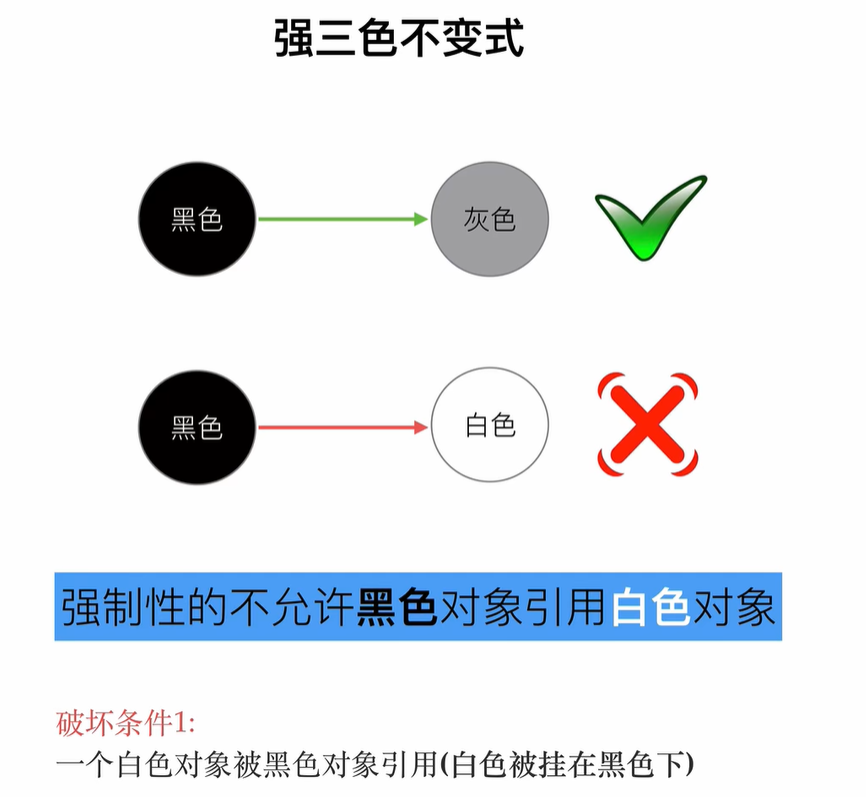 强三色不变式
黑色
灰色
黑色
白色
强制性的不允许黑色对象引用白色对象
破坏条件1:
一个白色对象被黑色对象引用(白色被挂在黑色下)